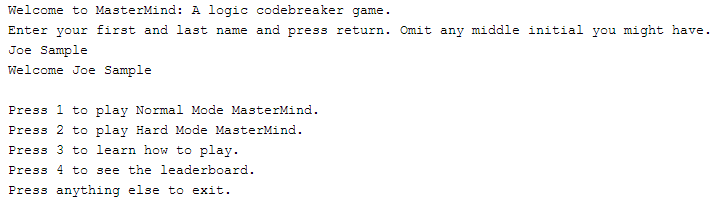 Welcome to MasterMind: A logic codebreaker game.
Enter your first and last name and press return. Omit any middle initial you might have.
Joe Sample
Welcome Joe Sample
Press 1 to play Normal Mode MasterMind.
Press 2 to play Hard Mode MasterMind.
Press 3 to learn how to play.
Press 4 to see the leaderboard.
Press anything else to exit.